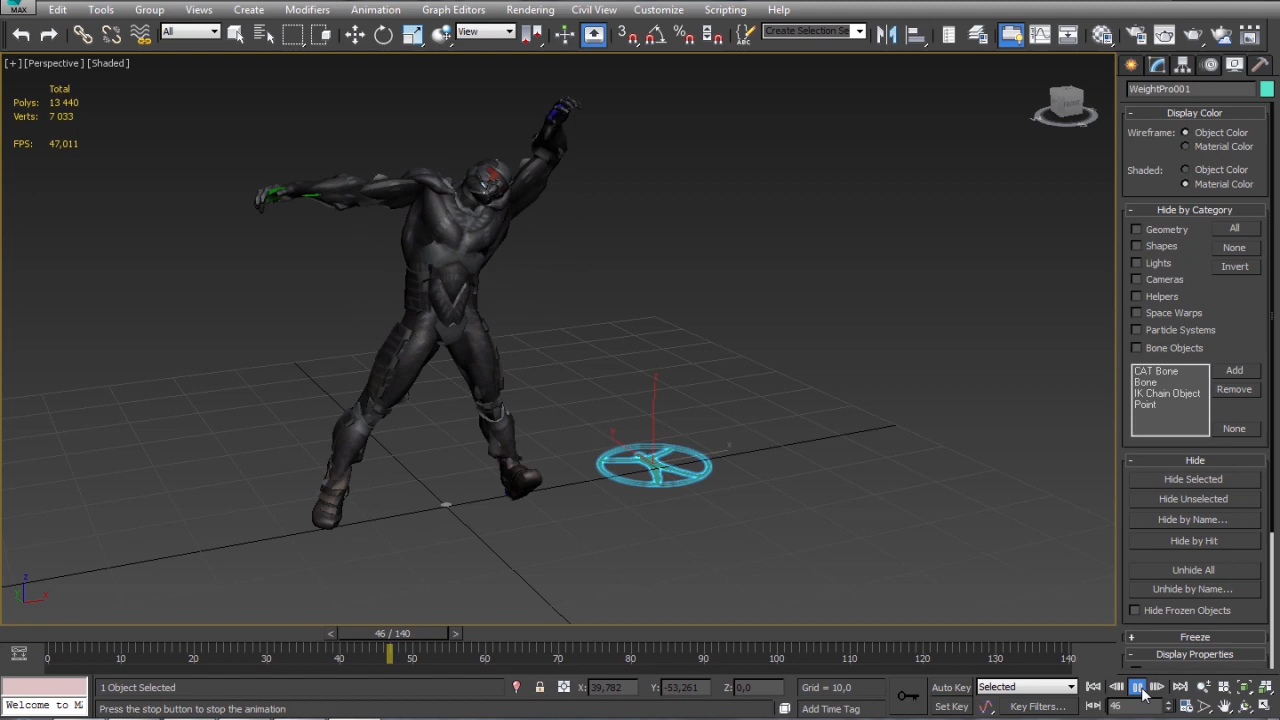 MAX
Edit Tools Group Views Create Modifiers Animation Graph Editors Rendering Civil View Customize Scripting Help
All View 3 Create Selection Se
[+] [Perspective] [Shaded]
Total
Polys: 13 440
Verts: 7 033
FPS: 47,011
WeightPro001
Display Color
Wireframe: Object Color
Material Color
Shaded: Object Color
Material Color
Hide by Category
Geometry All
Shapes None
Lights Invert
Cameras
Helpers
Space Warps
Particle Systems
Bone Objects
CAT Bone Add
Bone
IK Chain Object Remove
Point
None
Hide
Hide Selected
Hide Unselected
Hide by Name...
Hide by Hit
Unhide All
Unhide by Name...
Hide Frozen Objects
Freeze
Display Properties
z
x
z
x
< 46 / 140 >
0 10 20 30 40 50 60 70 80 90 100 110 120 130 140
1 Object Selected X: 39,782 Y: -53,261 Z: 0,0 Grid = 10,0 Auto Key Selected
Welcome to M Press the stop button to stop the animation Add Time Tag Set Key Key Filters... 46